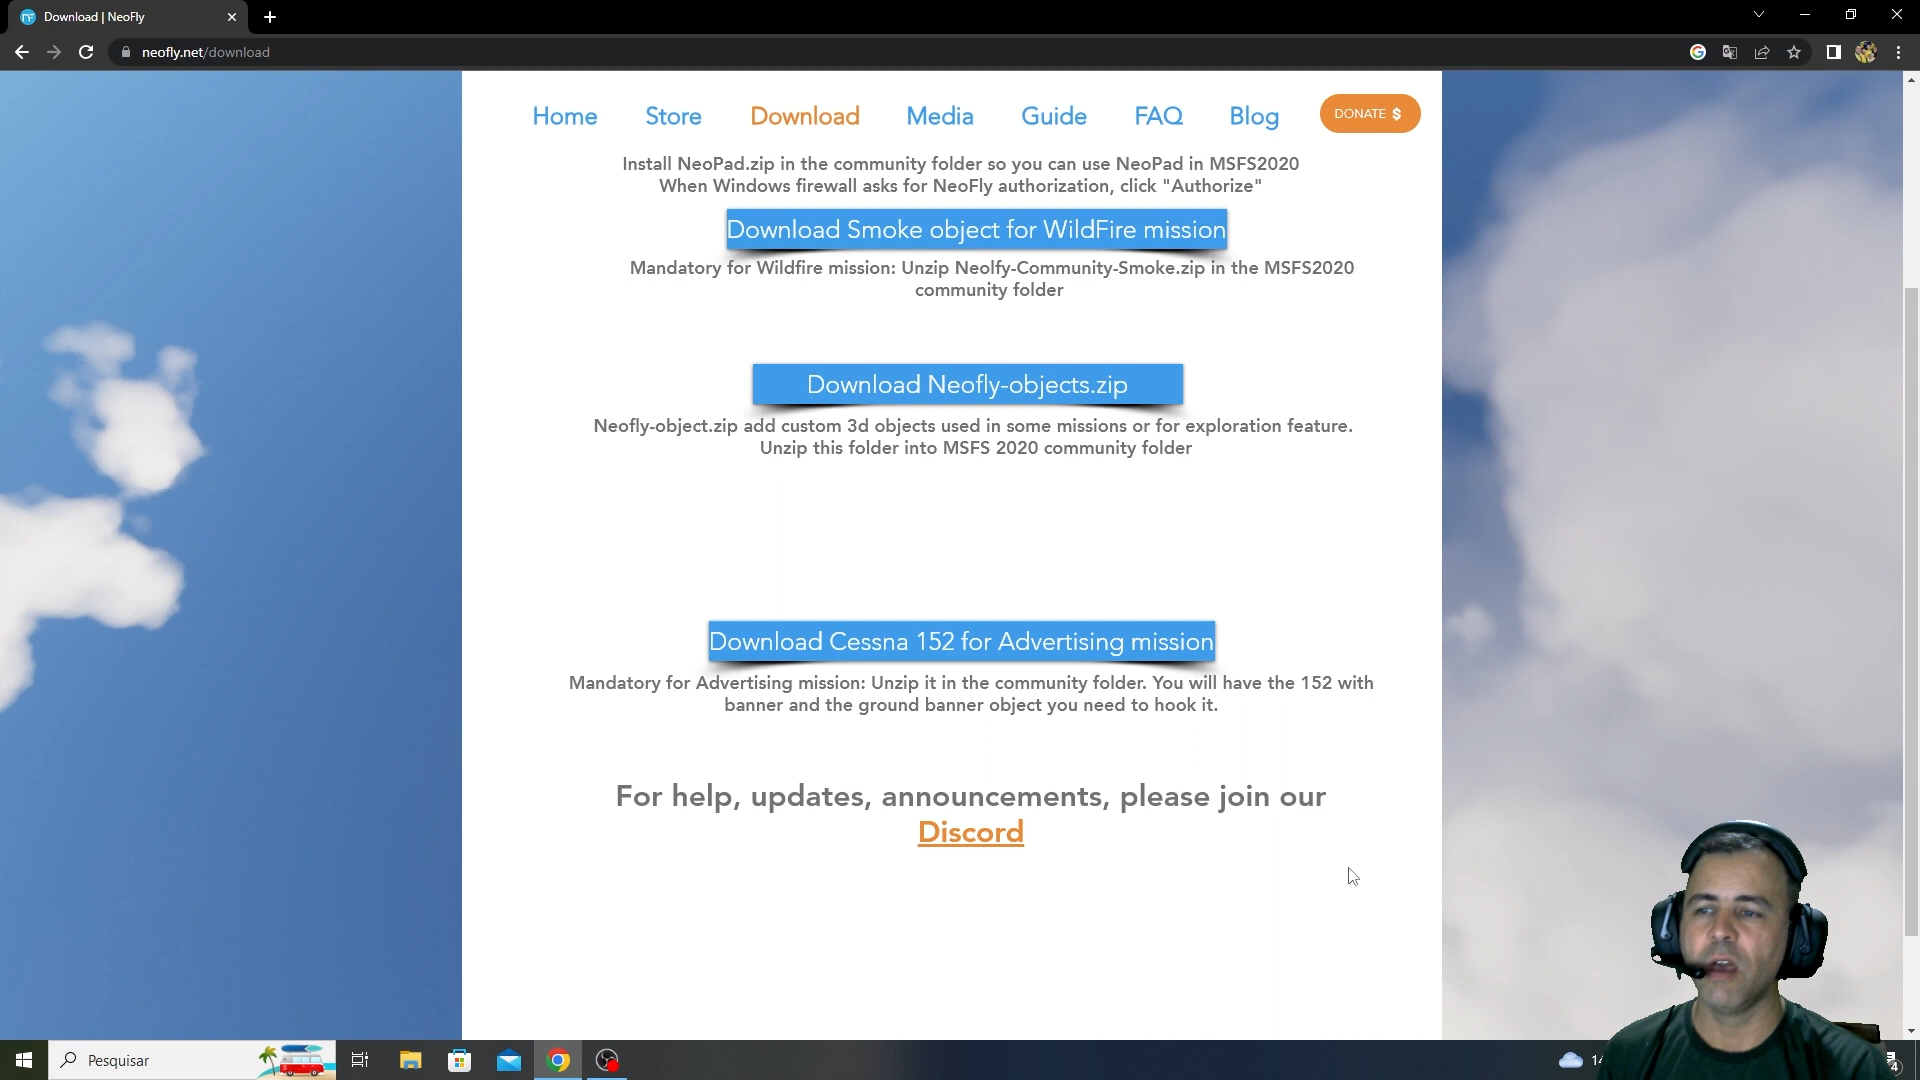 Download | NeoFly
neofly.net/download
Home Store Download Media Guide FAQ Blog DONATE $
Install NeoPad.zip in the community folder so you can use NeoPad in MSFS2020
When Windows firewall asks for NeoFly authorization, click "Authorize"
Download Smoke object for WildFire mission
Mandatory for Wildfire mission: Unzip Neolfy-Community-Smoke.zip in the MSFS2020
community folder
Download Neofly-objects.zip
Neofly-object.zip add custom 3d objects used in some missions or for exploration feature.
Unzip this folder into MSFS 2020 community folder
Download Cessna 152 for Advertising mission
Mandatory for Advertising mission: Unzip it in the community folder. You will have the 152 with
banner and the ground banner object you need to hook it.
For help, updates, announcements, please join our
Discord
Pesquisar
4